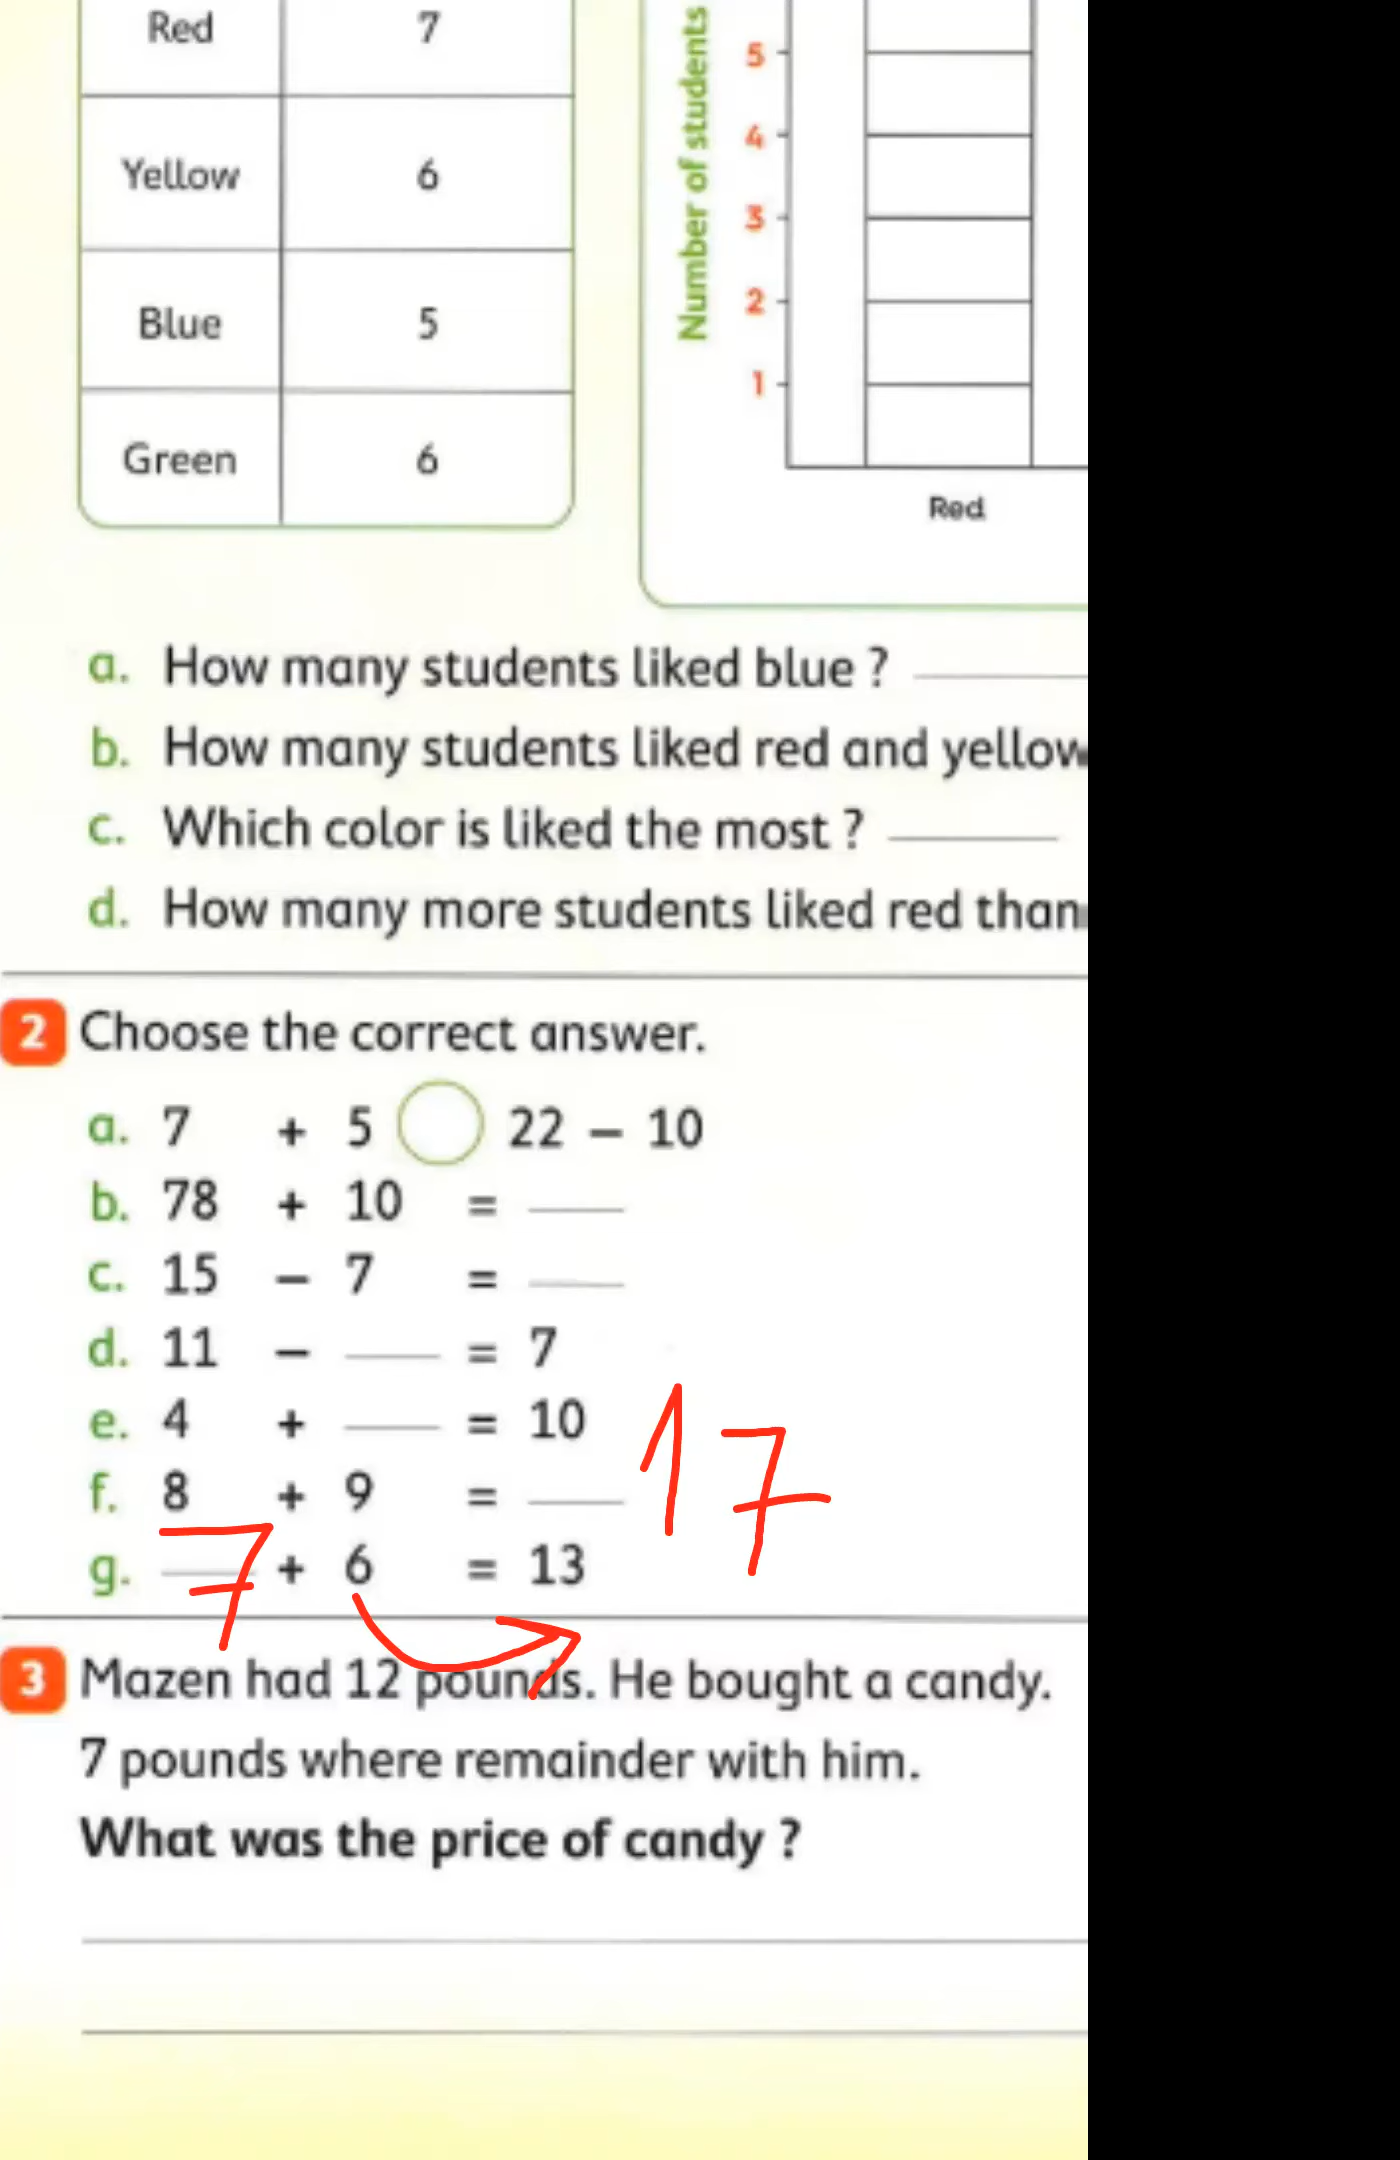 Red 7
Yellow 6
Blue 5
Green 6
Number of students
5
4
3
2
1
Red
a. How many students liked blue ?
b. How many students liked red and yellow
c. Which color is liked the most ?
d. How many more students liked red than
2 Choose the correct answer.
a. 7 + 5 22 – 10
b. 78 + 10 =
c. 15 – 7 =
d. 11 – = 7
e. 4 + = 10
f. 8 + 9 = 17
g. 7 + 6 = 13
3 Mazen had 12 pounds. He bought a candy.
7 pounds where remainder with him.
What was the price of candy ?